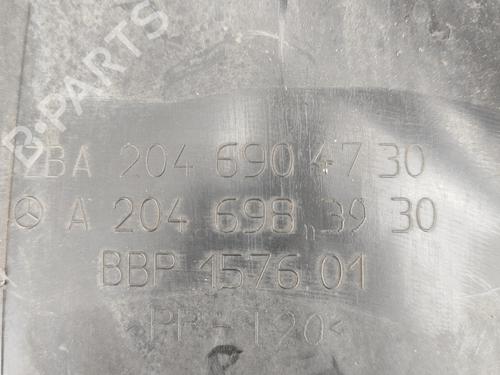 B-PARTS
ZBA 204 690 47 30
A 204 698 39 30
BBP 1576 01
>PP - T20<